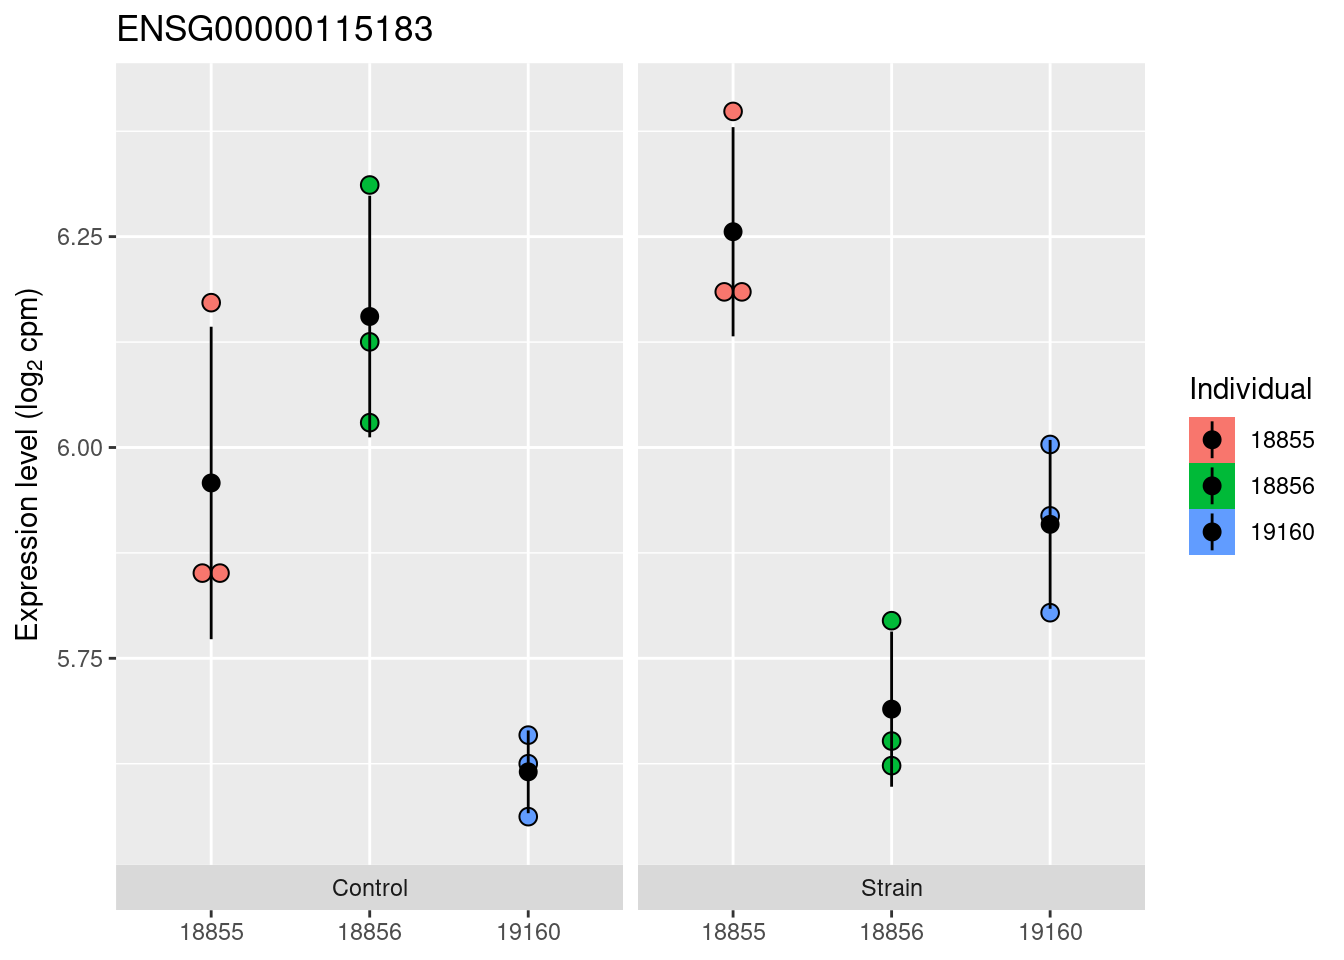 ENSG00000115183
Expression level (log2 cpm)
6.25
6.00
5.75
Control
Strain
18855
18856
19160
18855
18856
19160
Individual
18855
18856
19160